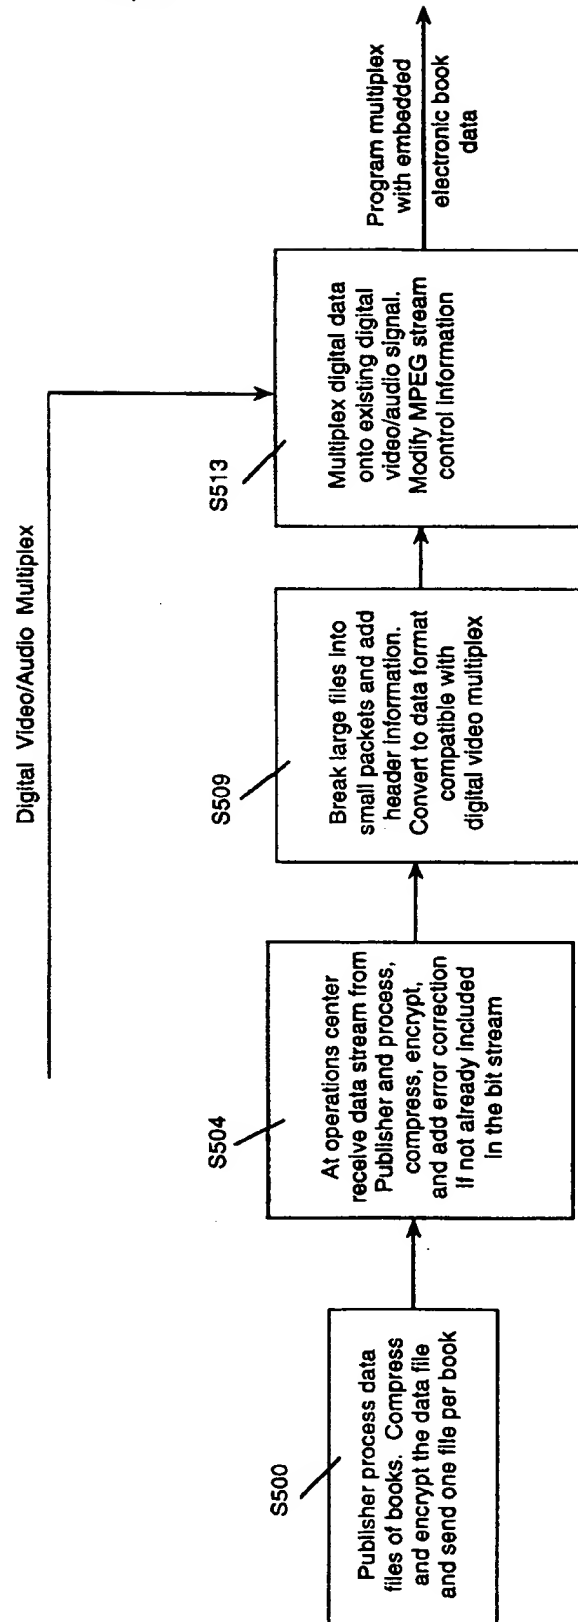 Digital Video/Audio Multiplex
S500
Publisher process data
files of books. Compress
and encrypt the data file
and send one file per book
S504
At operations center
receive data stream from
Publisher and process,
compress, encrypt,
and add error correction
If not already included
In the bit stream
S509
Break large files into
small packets and add
header information.
Convert to data format
compatible with
digital video multiplex
S513
Multiplex digital data
onto existing digital
video/audio signal.
Modify MPEG stream
control information
Program multiplex
with embedded
electronic book
data